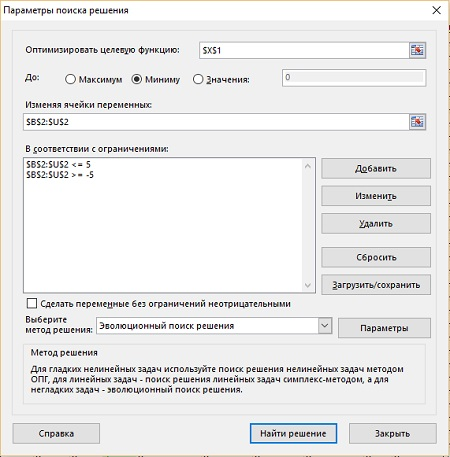 Параметры поиска решения
Оптимизировать целевую функцию:
$X$1
До:
Максимум
Миниму
Значения:
0
Изменяя ячейки переменных:
$B$2:$U$2
В соответствии с ограничениями:
$B$2:$U$2 <= 5
$B$2:$U$2 >= -5
Добавить
Изменить
Удалить
Сбросить
Загрузить/сохранить
Сделать переменные без ограничений неотрицательными
Выберите
метод решения:
Эволюционный поиск решения
Параметры
Метод решения
Для гладких нелинейных задач используйте поиск решения нелинейных задач методом
ОПГ, для линейных задач - поиск решения линейных задач симплекс-методом, а для
негладких задач - эволюционный поиск решения.
Справка
Найти решение
Закрыть